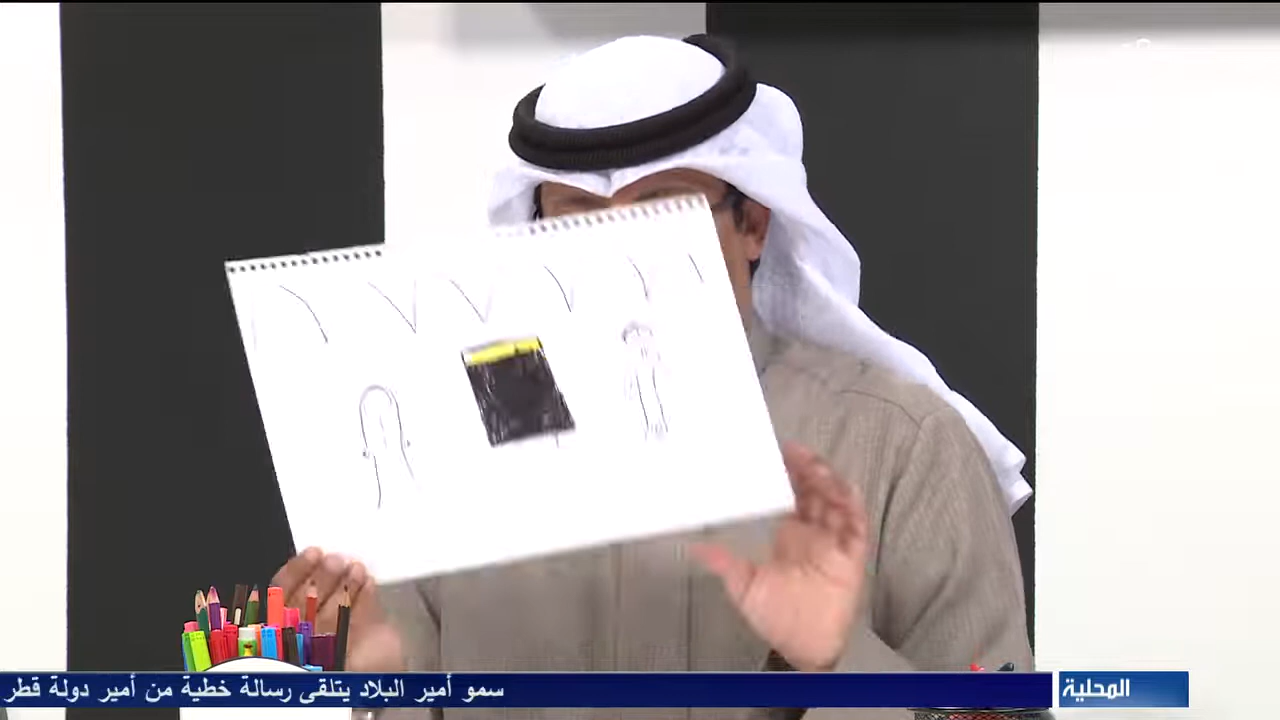 المحلية
سمو أمير البلاد يتلقى رسالة خطية من أمير دولة قطر